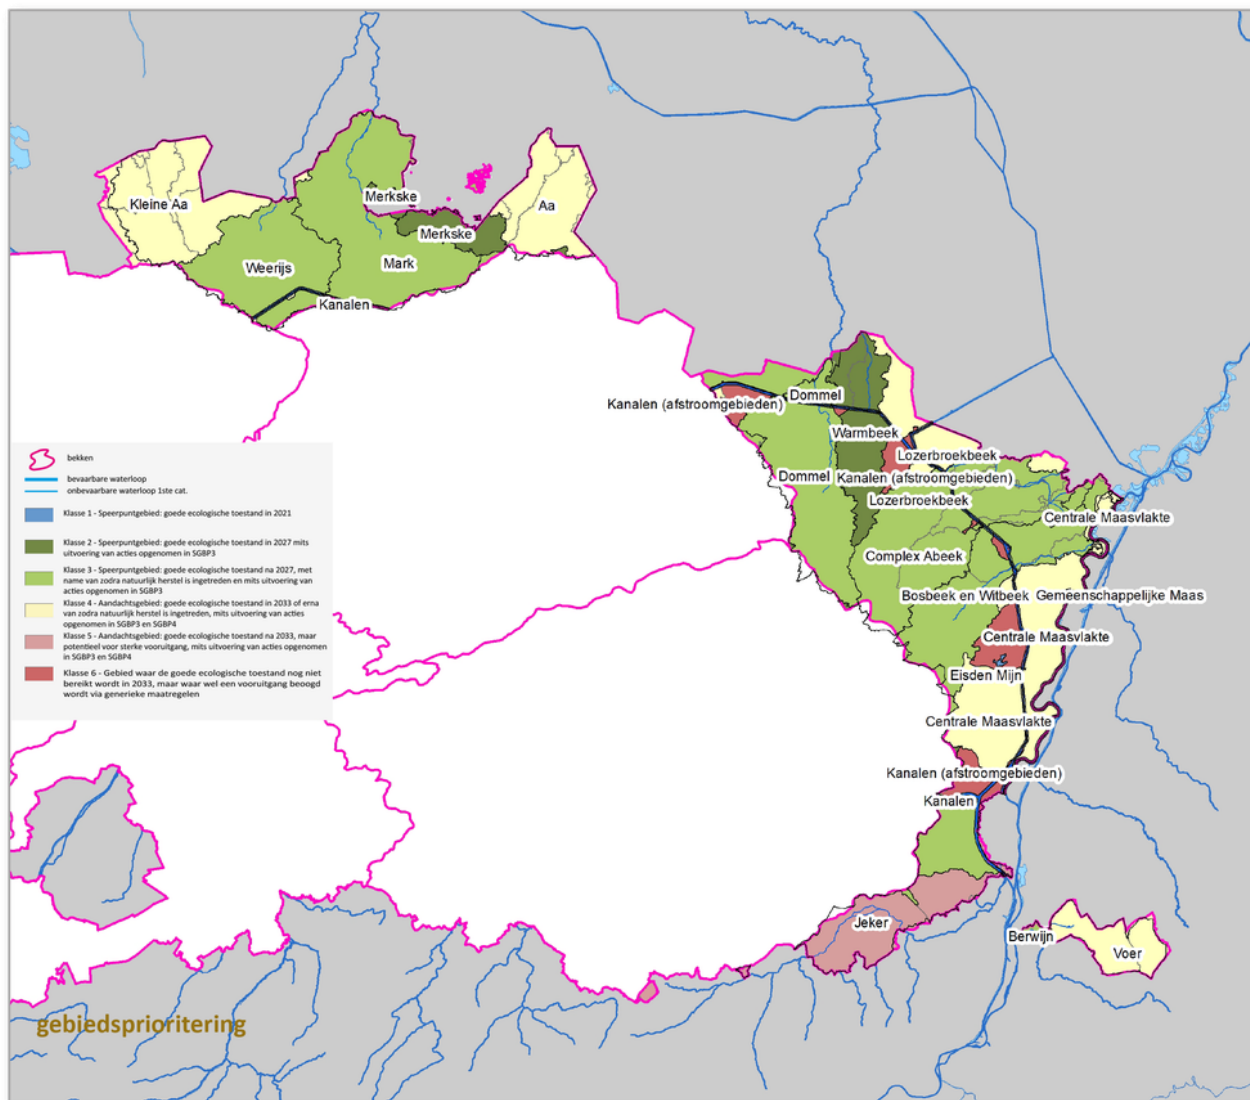 Kleine Aa
Merkske
Aa
Merkske
Weerijs
Mark
Kanalen
Dommel
Kanalen (afstroomgebieden)
Warmbeek
Lozerbroekbeek
Dommel
Kanalen (afstroomgebieden)
Lozerbroekbeek
Centrale Maasvlakte
Complex Abeek
Bosbeek en Witbeek
Gemeenschappelijke Maas
Centrale Maasvlakte
Eisden Mijn
Centrale Maasvlakte
Kanalen (afstroomgebieden)
Kanalen
Jeker
Berwijn
Voer
bekken
bevaarbare waterloop
onbevaarbare waterloop 1ste cat.
Klasse 1 - Speerpuntgebied: goede ecologische toestand in 2021
Klasse 2 - Speerpuntgebied: goede ecologische toestand in 2027 mits
uitvoering van acties opgenomen in SGBP3
Klasse 3 - Speerpuntgebied: goede ecologische toestand na 2027, met
name van zodra natuurlijk herstel is ingetreden en mits uitvoering van
acties opgenomen in SGBP3
Klasse 4 - Aandachtsgebied: goede ecologische toestand in 2033 of erna
van zodra natuurlijk herstel is ingetreden, mits uitvoering van acties
opgenomen in SGBP3 en SGBP4
Klasse 5 - Aandachtsgebied: goede ecologische toestand na 2033, maar
potentieel voor sterke vooruitgang, mits uitvoering van acties opgenomen
in SGBP3 en SGBP4
Klasse 6 - Gebied waar de goede ecologische toestand nog niet
bereikt wordt in 2033, maar waar wel een vooruitgang beoogd
wordt via generieke maatregelen
gebiedsprioritering